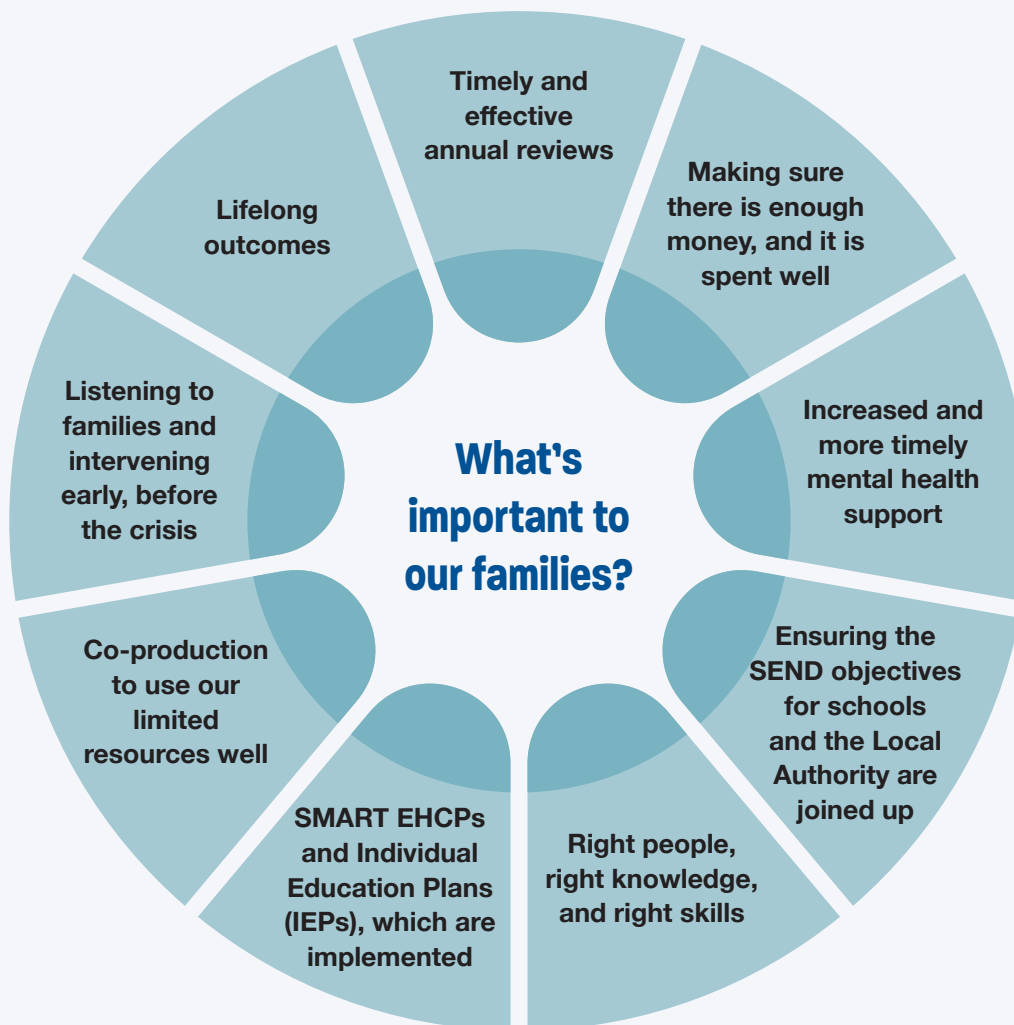 What's
important to
our families?
Timely and
effective
annual reviews
Making sure
there is enough
money, and it is
spent well
Increased and
more timely
mental health
support
Ensuring the
SEND objectives
for schools
and the Local
Authority are
joined up
Right people,
right knowledge,
and right skills
SMART EHCPs
and Individual
Education Plans
(IEPs), which are
implemented
Co-production
to use our
limited
resources well
Listening to
families and
intervening
early, before
the crisis
Lifelong
outcomes